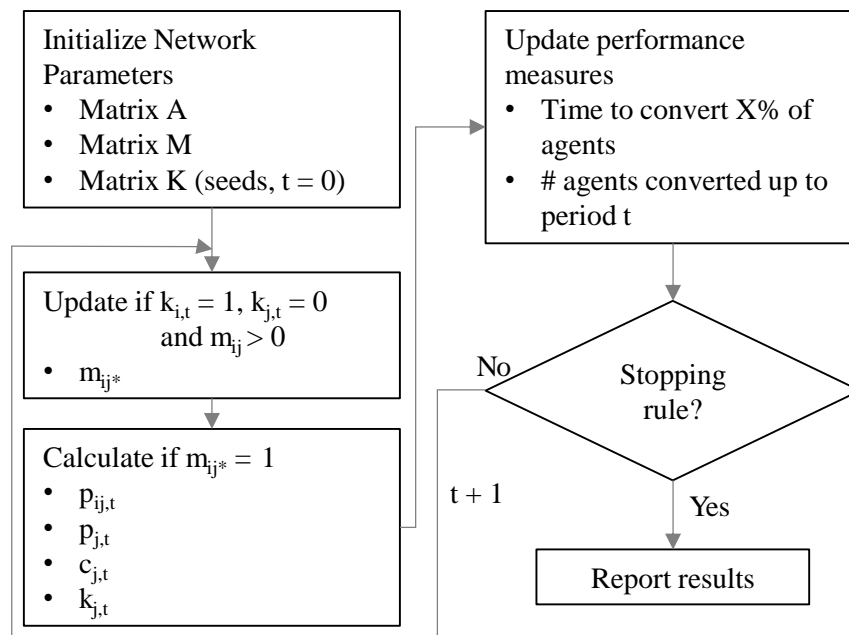 Initialize Network
Parameters
• Matrix A
• Matrix M
• Matrix K (seeds, t = 0)
Update if k_{i,t} = 1, k_{j,t} = 0
and m_{ij} > 0
• m_{ij*}
Calculate if m_{ij*} = 1
• p_{ij,t}
• p_{j,t}
• c_{j,t}
• k_{j,t}
Update performance
measures
• Time to convert X% of
agents
• # agents converted up to
period t
Stopping
rule?
No
t + 1
Yes
Report results